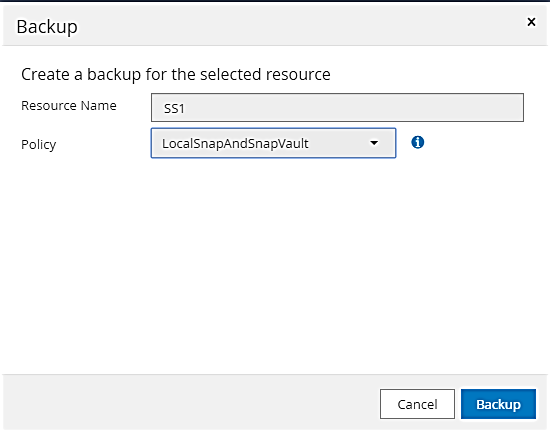 Backup
×
Create a backup for the selected resource
Resource Name
SS1
Policy
LocalSnapAndSnapVault
i
Cancel
Backup